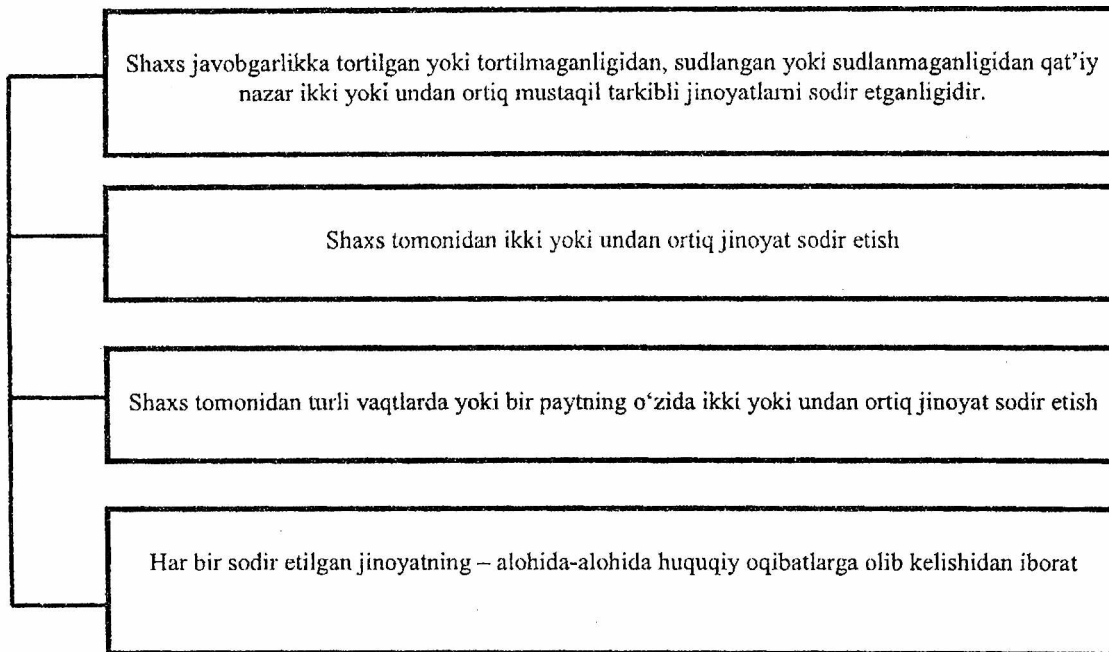 Shaxs javobgarlikka tortilgan yoki tortilmaganligidan, sudlangan yoki sudlanmaganligidan qat’iy
nazar ikki yoki undan ortiq mustaqil tarkibli jinoyatlarni sodir etganligidir.
Shaxs tomonidan ikki yoki undan ortiq jinoyat sodir etish
Shaxs tomonidan turli vaqtlarda yoki bir paytning o‘zida ikki yoki undan ortiq jinoyat sodir etish
Har bir sodir etilgan jinoyatning – alohida-alohida huquqiy oqibatlarga olib kelishidan iborat